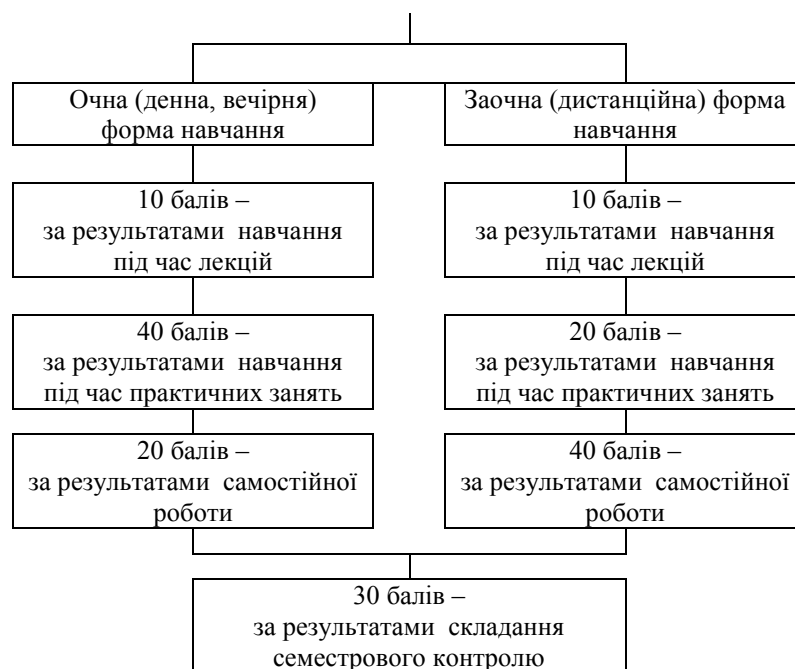 Очна (денна, вечірня)
форма навчання
Заочна (дистанційна) форма
навчання
10 балів –
за результатами навчання
під час лекцій
10 балів –
за результатами навчання
під час лекцій
40 балів –
за результатами навчання
під час практичних занять
20 балів –
за результатами навчання
під час практичних занять
20 балів –
за результатами самостійної
роботи
40 балів –
за результатами самостійної
роботи
30 балів –
за результатами складання
семестрового контролю